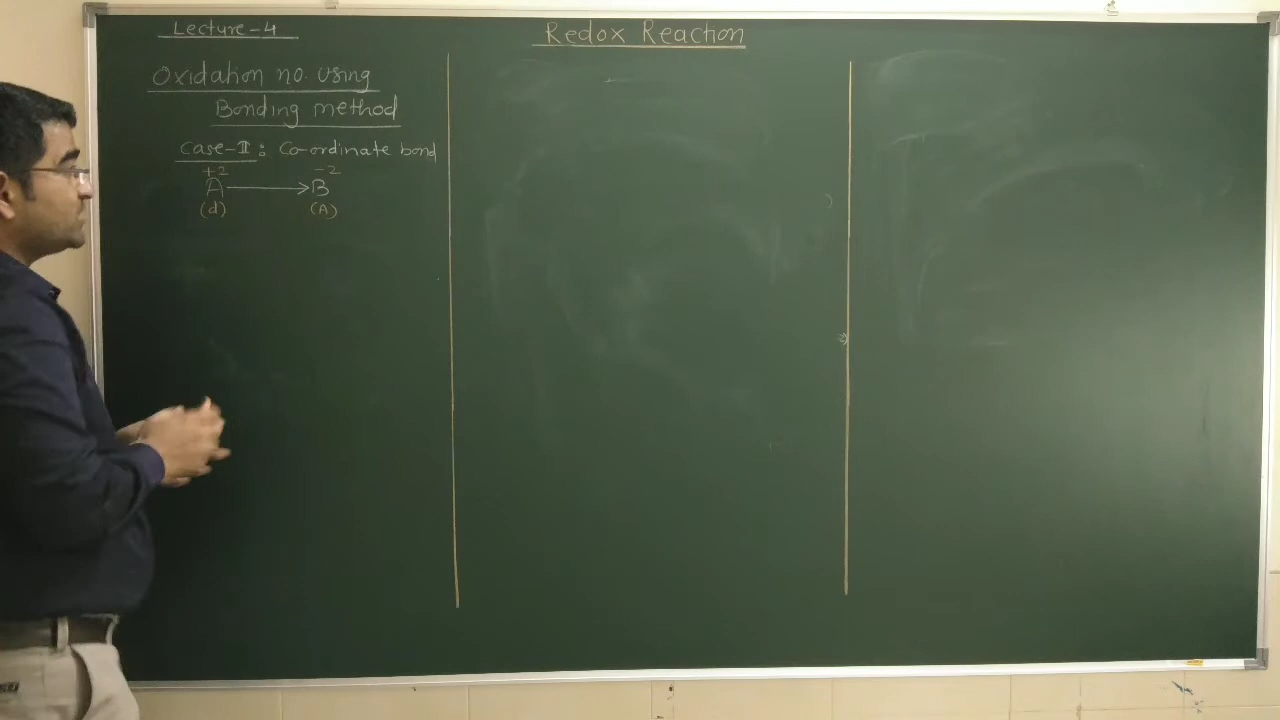 Lecture-4
Redox Reaction
Oxidation no. using
Bonding method
Case-II: Co-ordinate bond
+2 -2
A → B
(d) (A)